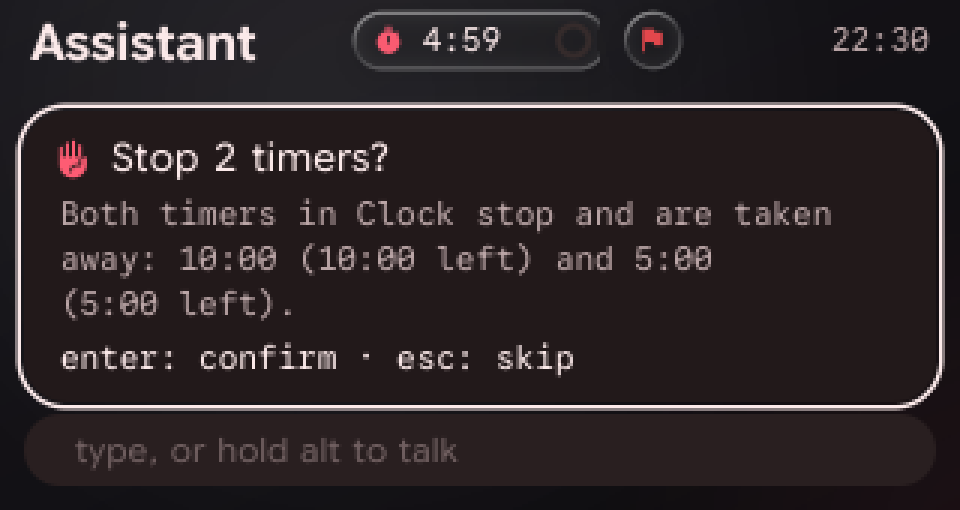 Assistant
4:59
22:30
Stop 2 timers?
Both timers in Clock stop and are taken
away: 10:00 (10:00 left) and 5:00
(5:00 left).
enter: confirm · esc: skip
type, or hold alt to talk